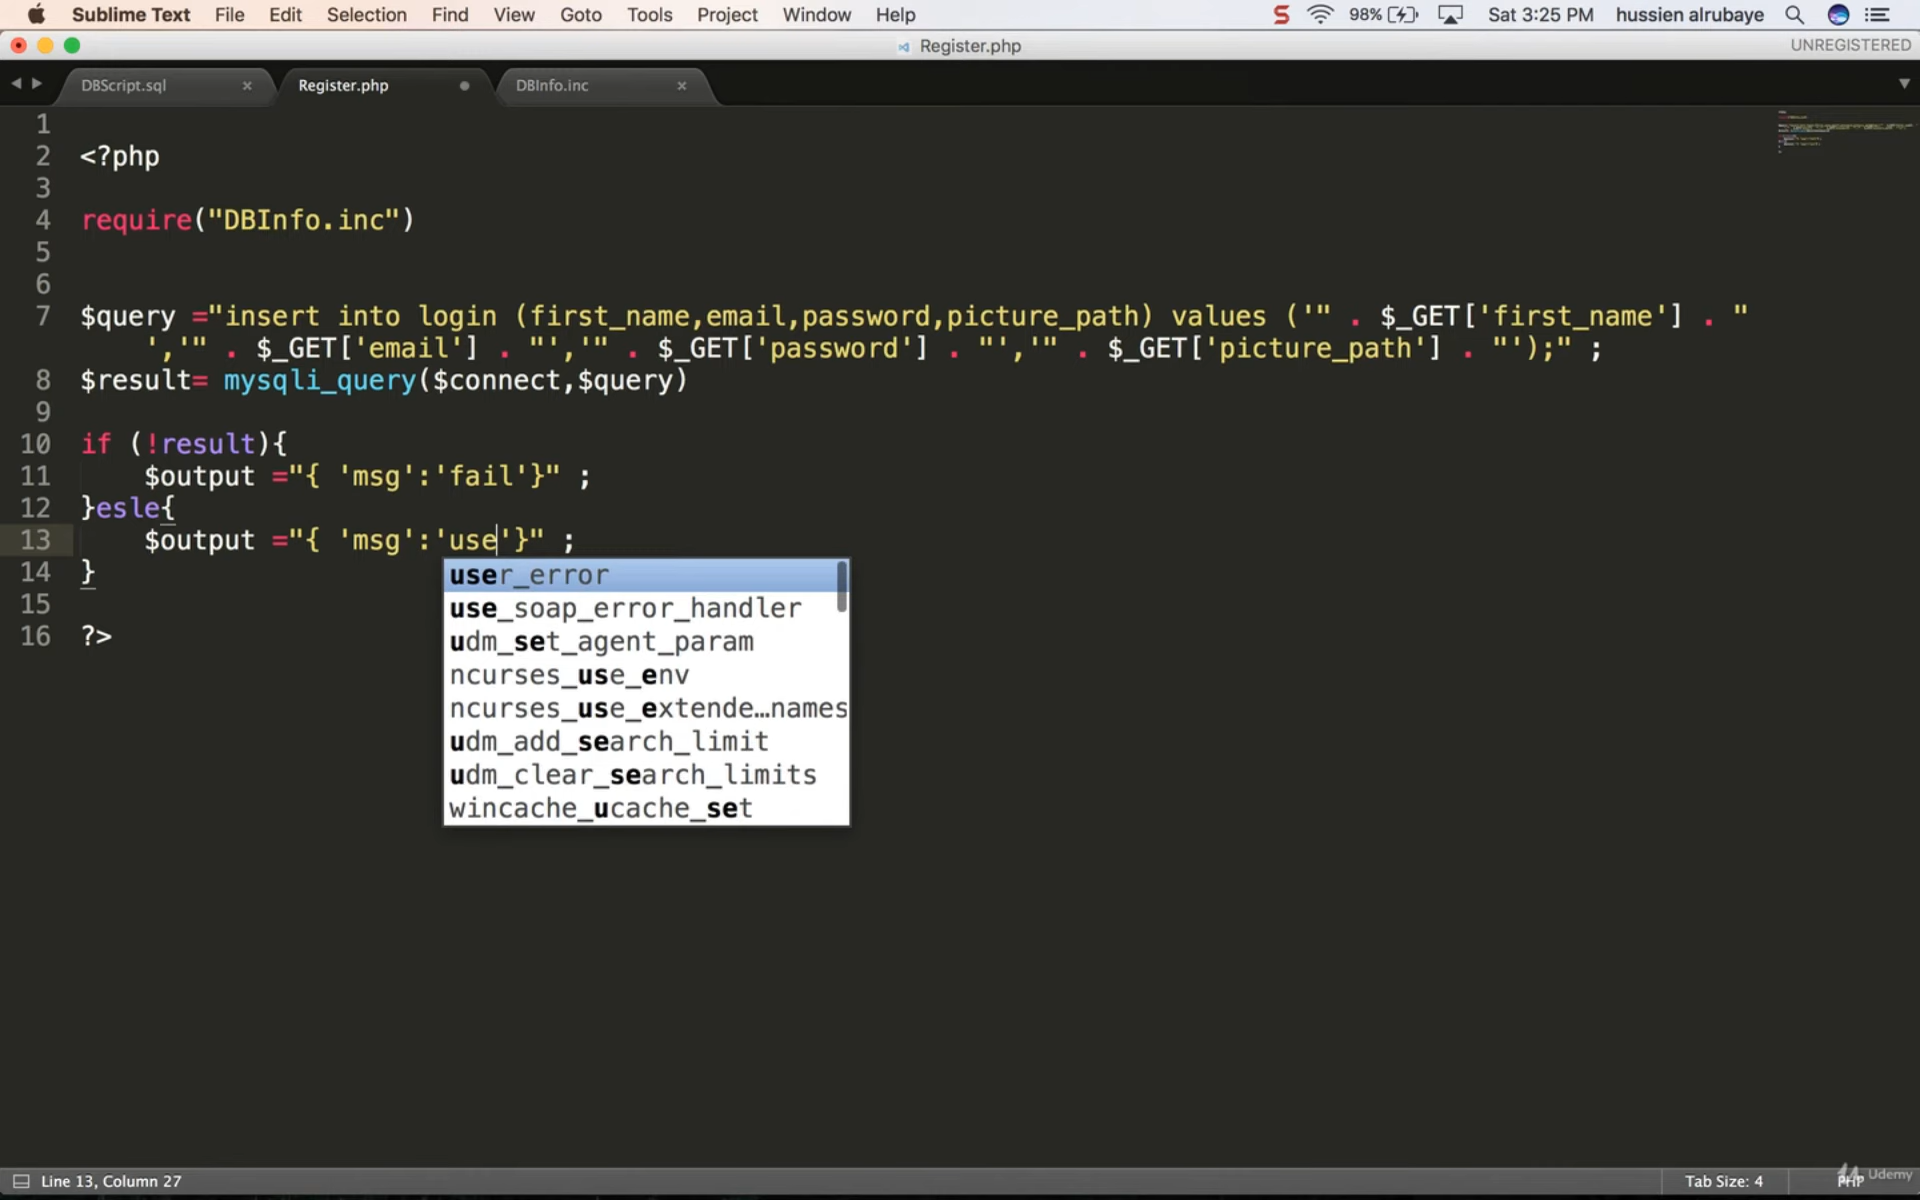 Sublime Text File Edit Selection Find View Goto Tools Project Window Help S 98% Sat 3:25 PM hussien alrubaye
Register.php UNREGISTERED
DBScript.sql × Register.php DBInfo.inc ×
1
2 <?php
3
4 require("DBInfo.inc")
5
6
7 $query ="insert into login (first_name,email,password,picture_path) values ('" . $_GET['first_name'] . "
','" . $_GET['email'] . "','" . $_GET['password'] . "','" . $_GET['picture_path'] . "');" ;
8 $result= mysqli_query($connect,$query)
9
10 if (!result){
11 $output ="{ 'msg':'fail'}" ;
12 }esle{
13 $output ="{ 'msg':'use'}" ;
14 }
15
16 ?>
user_error
use_soap_error_handler
udm_set_agent_param
ncurses_use_env
ncurses_use_extende…names
udm_add_search_limit
udm_clear_search_limits
wincache_ucache_set
Line 13, Column 27 Tab Size: 4 PHP Udemy